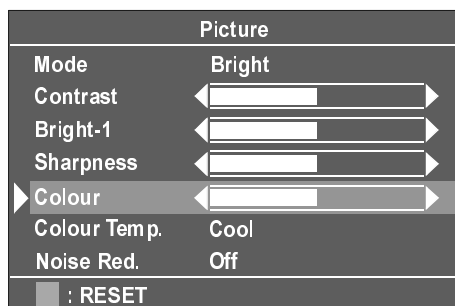 Picture
Mode Bright
Contrast
Bright-1
Sharpness
Colour
Colour Temp. Cool
Noise Red. Off
: RESET